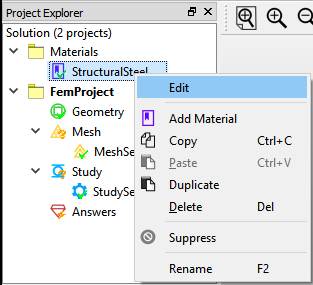 Project Explorer
Solution (2 projects)
Materials
StructuralSteel
Edit
FemProject
Geometry
Add Material
Mesh
Copy Ctrl+C
MeshSe
Paste Ctrl+V
Study
Duplicate
StudySe
Delete Del
Answers
Suppress
Rename F2